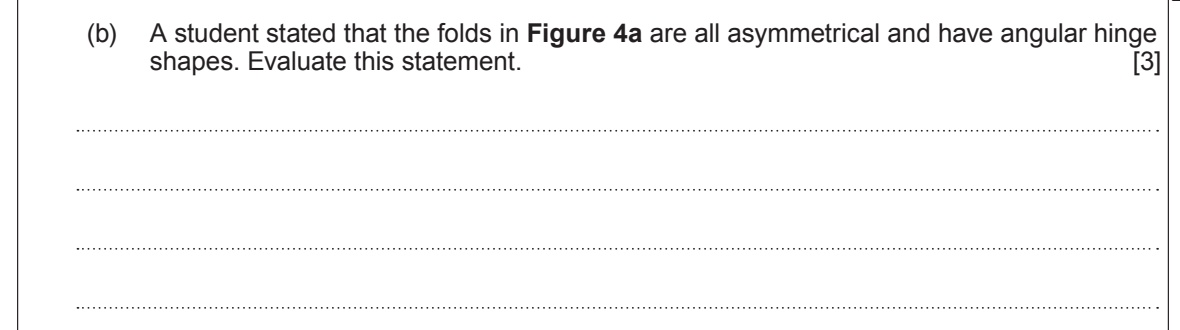 (b) A student stated that the folds in Figure 4a are all asymmetrical and have angular hinge
shapes. Evaluate this statement. [3]